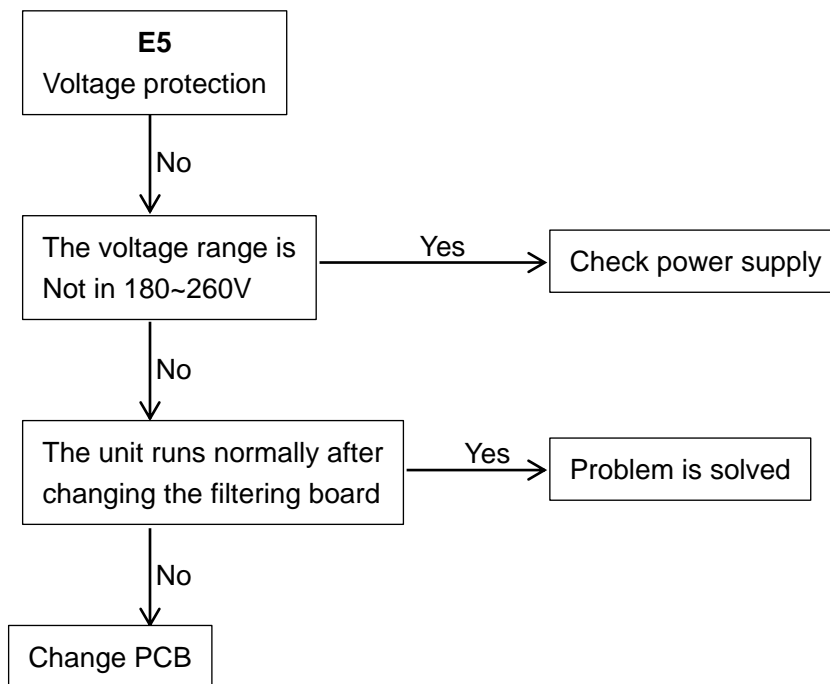 E5
Voltage protection
No
The voltage range is
Not in 180~260V
Yes
Check power supply
No
The unit runs normally after
changing the filtering board
Yes
Problem is solved
No
Change PCB